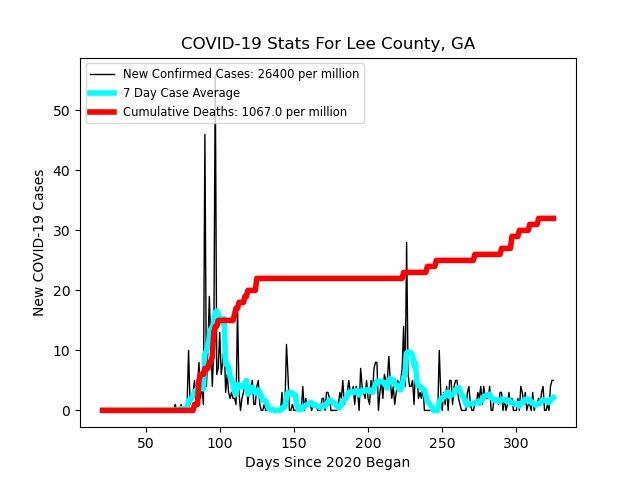 COVID-19 Stats For Lee County, GA
New Confirmed Cases: 26400 per million
7 Day Case Average
Cumulative Deaths: 1067.0 per million
New COVID-19 Cases
50
40
30
20
10
0
50 100 150 200 250 300
Days Since 2020 Began